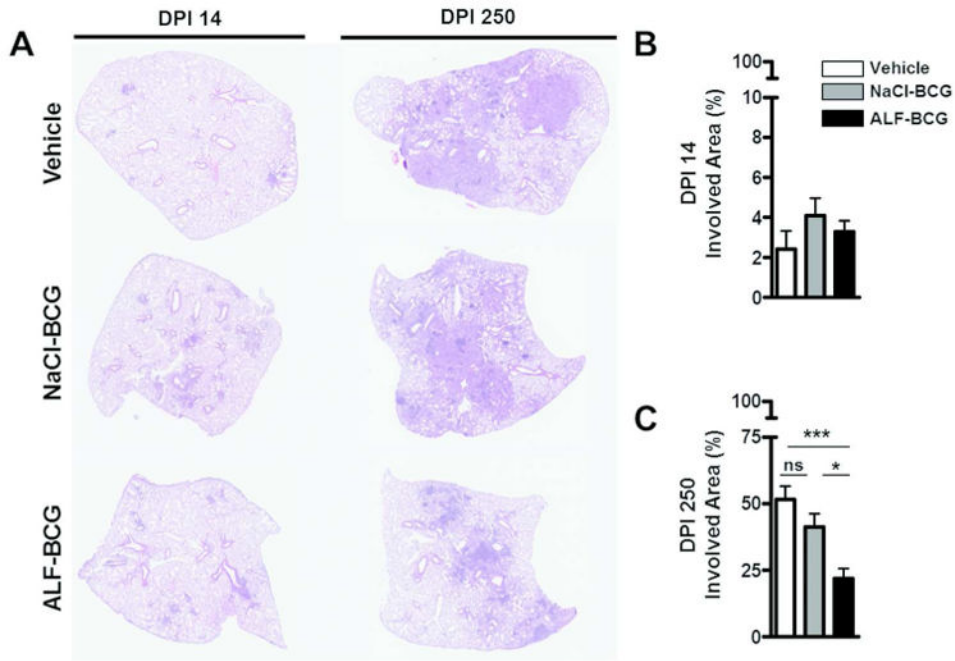 A
DPI 14
DPI 250
Vehicle
NaCl-BCG
ALF-BCG
B
DPI 14
Involved Area (%)
100
10
8
6
4
2
0
Vehicle
NaCl-BCG
ALF-BCG
C
DPI 250
Involved Area (%)
100
75
50
25
0
***
ns
*